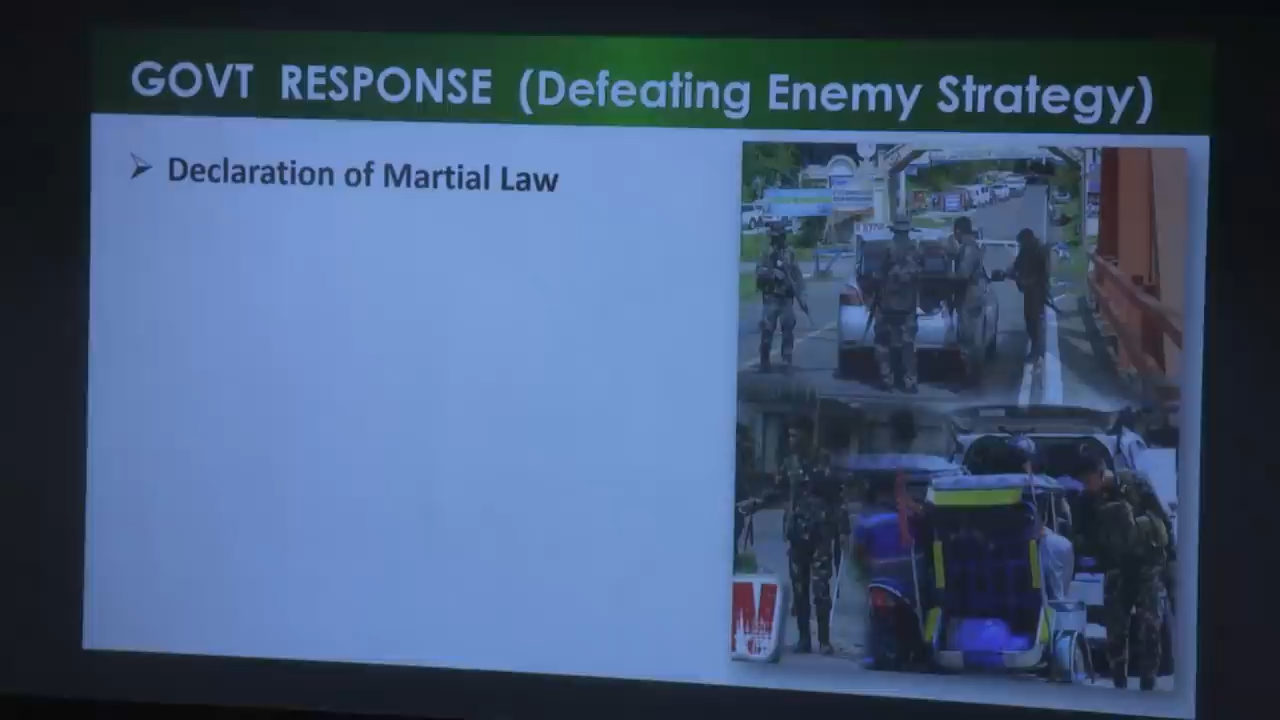 GOVT RESPONSE (Defeating Enemy Strategy)
➢ Declaration of Martial Law